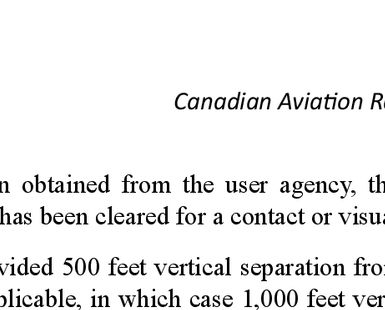 Canadian Aviation R
obtained from the user agency, th
has been cleared for a contact or visua
vided 500 feet vertical separation from
plicable, in which case 1,000 feet ver